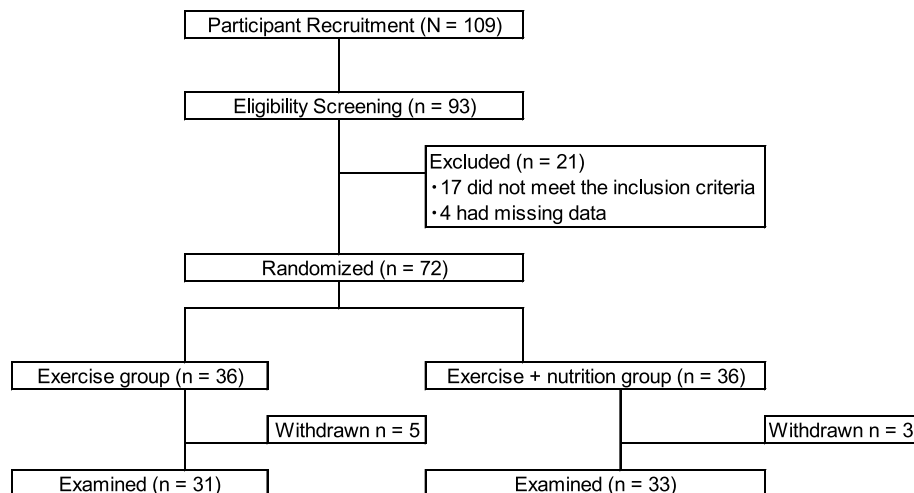 Participant Recruitment (N = 109)
Eligibility Screening (n = 93)
Excluded (n = 21)
・17 did not meet the inclusion criteria
・4 had missing data
Randomized (n = 72)
Exercise group (n = 36)
Exercise + nutrition group (n = 36)
Withdrawn n = 5
Withdrawn n = 3
Examined (n = 31)
Examined (n = 33)